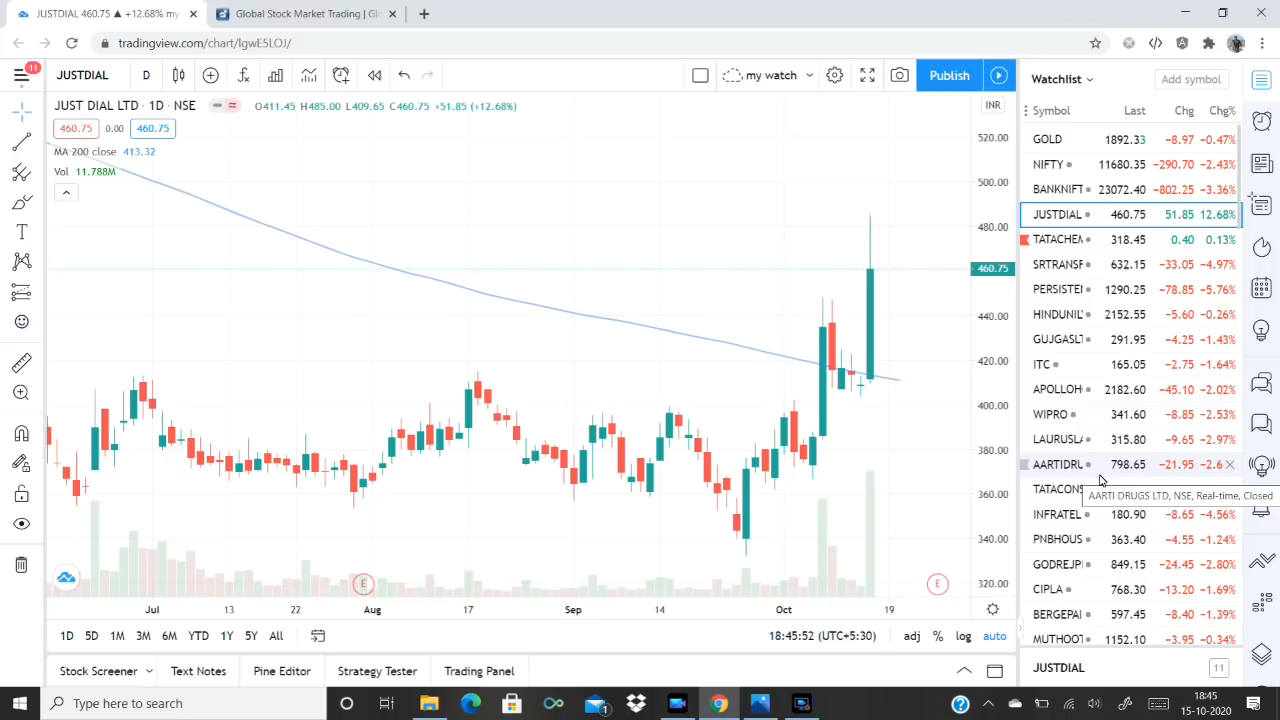 JUSTDIAL 460.75 ▲ +12.68% my
Global Stock Market Trading | Gl
tradingview.com/chart/lgwE5LOJ/
11
JUSTDIAL
D
my watch
Publish
Watchlist
Add symbol
JUST DIAL LTD · 1D · NSE
O411.45 H485.00 L409.65 C460.75 +51.85 (+12.68%)
460.75 0.00 460.75
MA 200 close 413.32
Vol 11.788M
INR
520.00
500.00
480.00
460.75
440.00
420.00
400.00
380.00
360.00
340.00
320.00
E
E
Jul 13 22 Aug 17 Sep 14 Oct 19
1D 5D 1M 3M 6M YTD 1Y 5Y All
18:45:52 (UTC+5:30)
adj % log auto
Stock Screener
Text Notes
Pine Editor
Strategy Tester
Trading Panel
Symbol Last Chg Chg%
GOLD 1892.33 −8.97 −0.47%
NIFTY 11680.35 −290.70 −2.43%
BANKNIFT 23072.40 −802.25 −3.36%
JUSTDIAL 460.75 51.85 12.68%
TATACHEM 318.45 0.40 0.13%
SRTRANSF 632.15 −33.05 −4.97%
PERSISTEI 1290.25 −78.85 −5.76%
HINDUNIL 2152.55 −5.60 −0.26%
GUJGASLT 291.95 −4.25 −1.43%
ITC 165.05 −2.75 −1.64%
APOLLOH 2182.60 −45.10 −2.02%
WIPRO 341.60 −8.85 −2.53%
LAURUSLA 315.80 −9.65 −2.97%
AARTIDRU 798.65 −21.95 −2.6
TATACONS
AARTI DRUGS LTD, NSE, Real-time, Closed
INFRATEL 180.90 −8.65 −4.56%
PNBHOUS 363.40 −4.55 −1.24%
GODREJP 849.15 −24.45 −2.80%
CIPLA 768.30 −13.20 −1.69%
BERGEPAI 597.45 −8.40 −1.39%
MUTHOOT 1152.10 −3.95 −0.34%
JUSTDIAL
11
Type here to search
1
18:45
15-10-2020
2